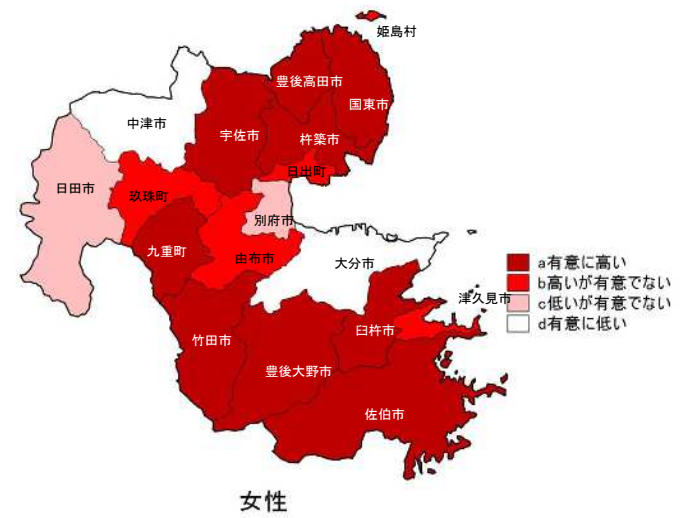 姫島村
豊後高田市
国東市
中津市
宇佐市
杵築市
日出町
日田市
玖珠町
別府市
九重町
由布市
大分市
a有意に高い
b高いが有意でない
c低いが有意でない
d有意に低い
津久見市
臼杵市
竹田市
豊後大野市
佐伯市
女性